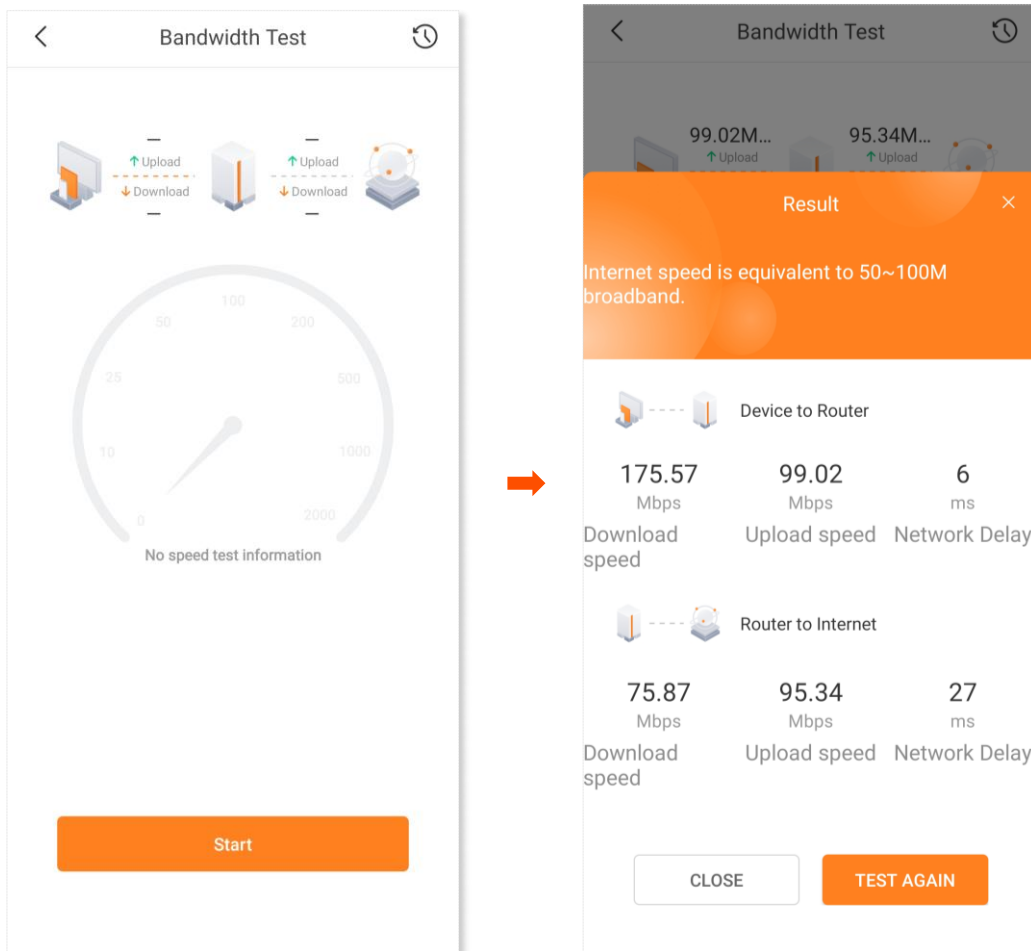 Bandwidth Test
— —
↑ Upload ↑ Upload
↓ Download ↓ Download
— —
100
50 200
25 500
10 1000
0 2000
No speed test information
Start
Bandwidth Test
99.02M... 95.34M...
↑ Upload ↑ Upload
Result ×
Internet speed is equivalent to 50~100M
broadband.
Device to Router
175.57 99.02 6
Mbps Mbps ms
Download Upload speed Network Delay
speed
Router to Internet
75.87 95.34 27
Mbps Mbps ms
Download Upload speed Network Delay
speed
CLOSE TEST AGAIN